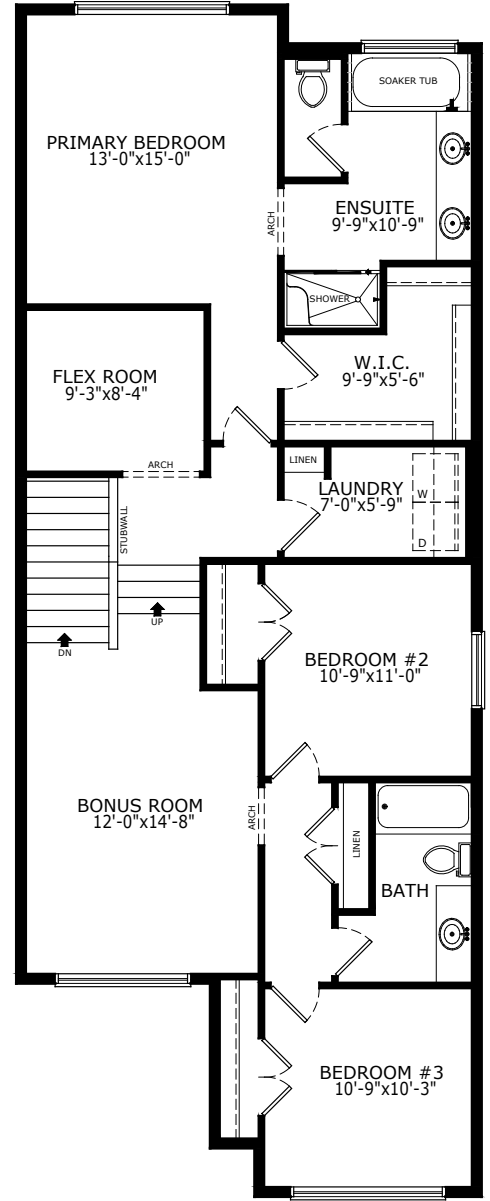 SOAKER TUB
PRIMARY BEDROOM
13'-0"x15'-0"
ENSUITE
9'-9"x10'-9"
ARCH
SHOWER
W.I.C.
9'-9"x5'-6"
FLEX ROOM
9'-3"x8'-4"
ARCH
LINEN
LAUNDRY
7'-0"x5'-9"
W
D
STUBWALL
UP
DN
BEDROOM #2
10'-9"x11'-0"
BONUS ROOM
12'-0"x14'-8"
ARCH
LINEN
BATH
BEDROOM #3
10'-9"x10'-3"